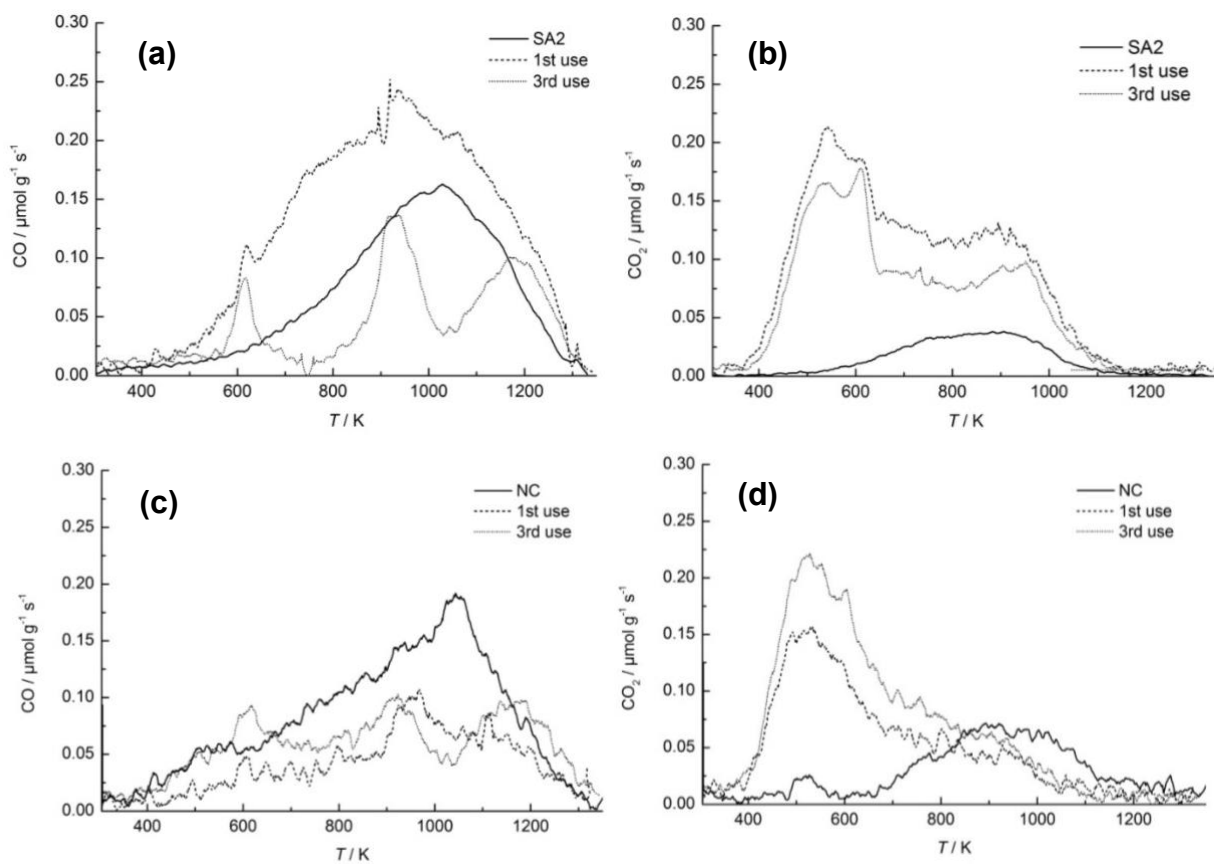 (a)
SA2
1st use
3rd use
CO / μmol g⁻¹ s⁻¹
0.30
0.25
0.20
0.15
0.10
0.05
0.00
400 600 800 1000 1200
T / K
(b)
SA2
1st use
3rd use
CO₂ / μmol g⁻¹ s⁻¹
0.30
0.25
0.20
0.15
0.10
0.05
0.00
400 600 800 1000 1200
T / K
(c)
NC
1st use
3rd use
CO / μmol g⁻¹ s⁻¹
0.30
0.25
0.20
0.15
0.10
0.05
0.00
400 600 800 1000 1200
T / K
(d)
NC
1st use
3rd use
CO₂ / μmol g⁻¹ s⁻¹
0.30
0.25
0.20
0.15
0.10
0.05
0.00
400 600 800 1000 1200
T / K